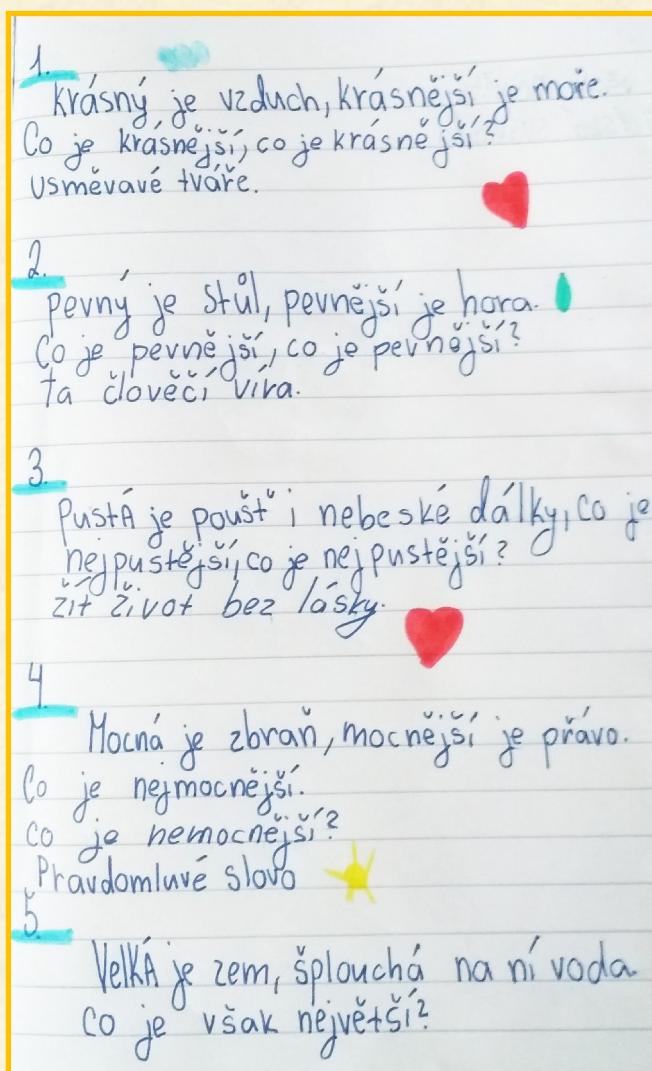 1.
krásný je vzduch, krásnější je moře.
Co je krásnější, co je krásnější?
Usměvavé tváře.
2.
pevný je stůl, pevnější je hora.
Co je pevnější, co je pevnější?
ta člověčí víra.
3.
PustÁ je poušť i nebeské dálky, co je
nejpustější, co je nejpustější?
žít život bez lásky.
4
Mocná je zbraň, mocnější je přávo.
Co je nejmocnější.
co je nemocnější?
Pravdomluvé slovo
5.
VelkÁ je zem, šplouchá na ní voda
co je však největší?